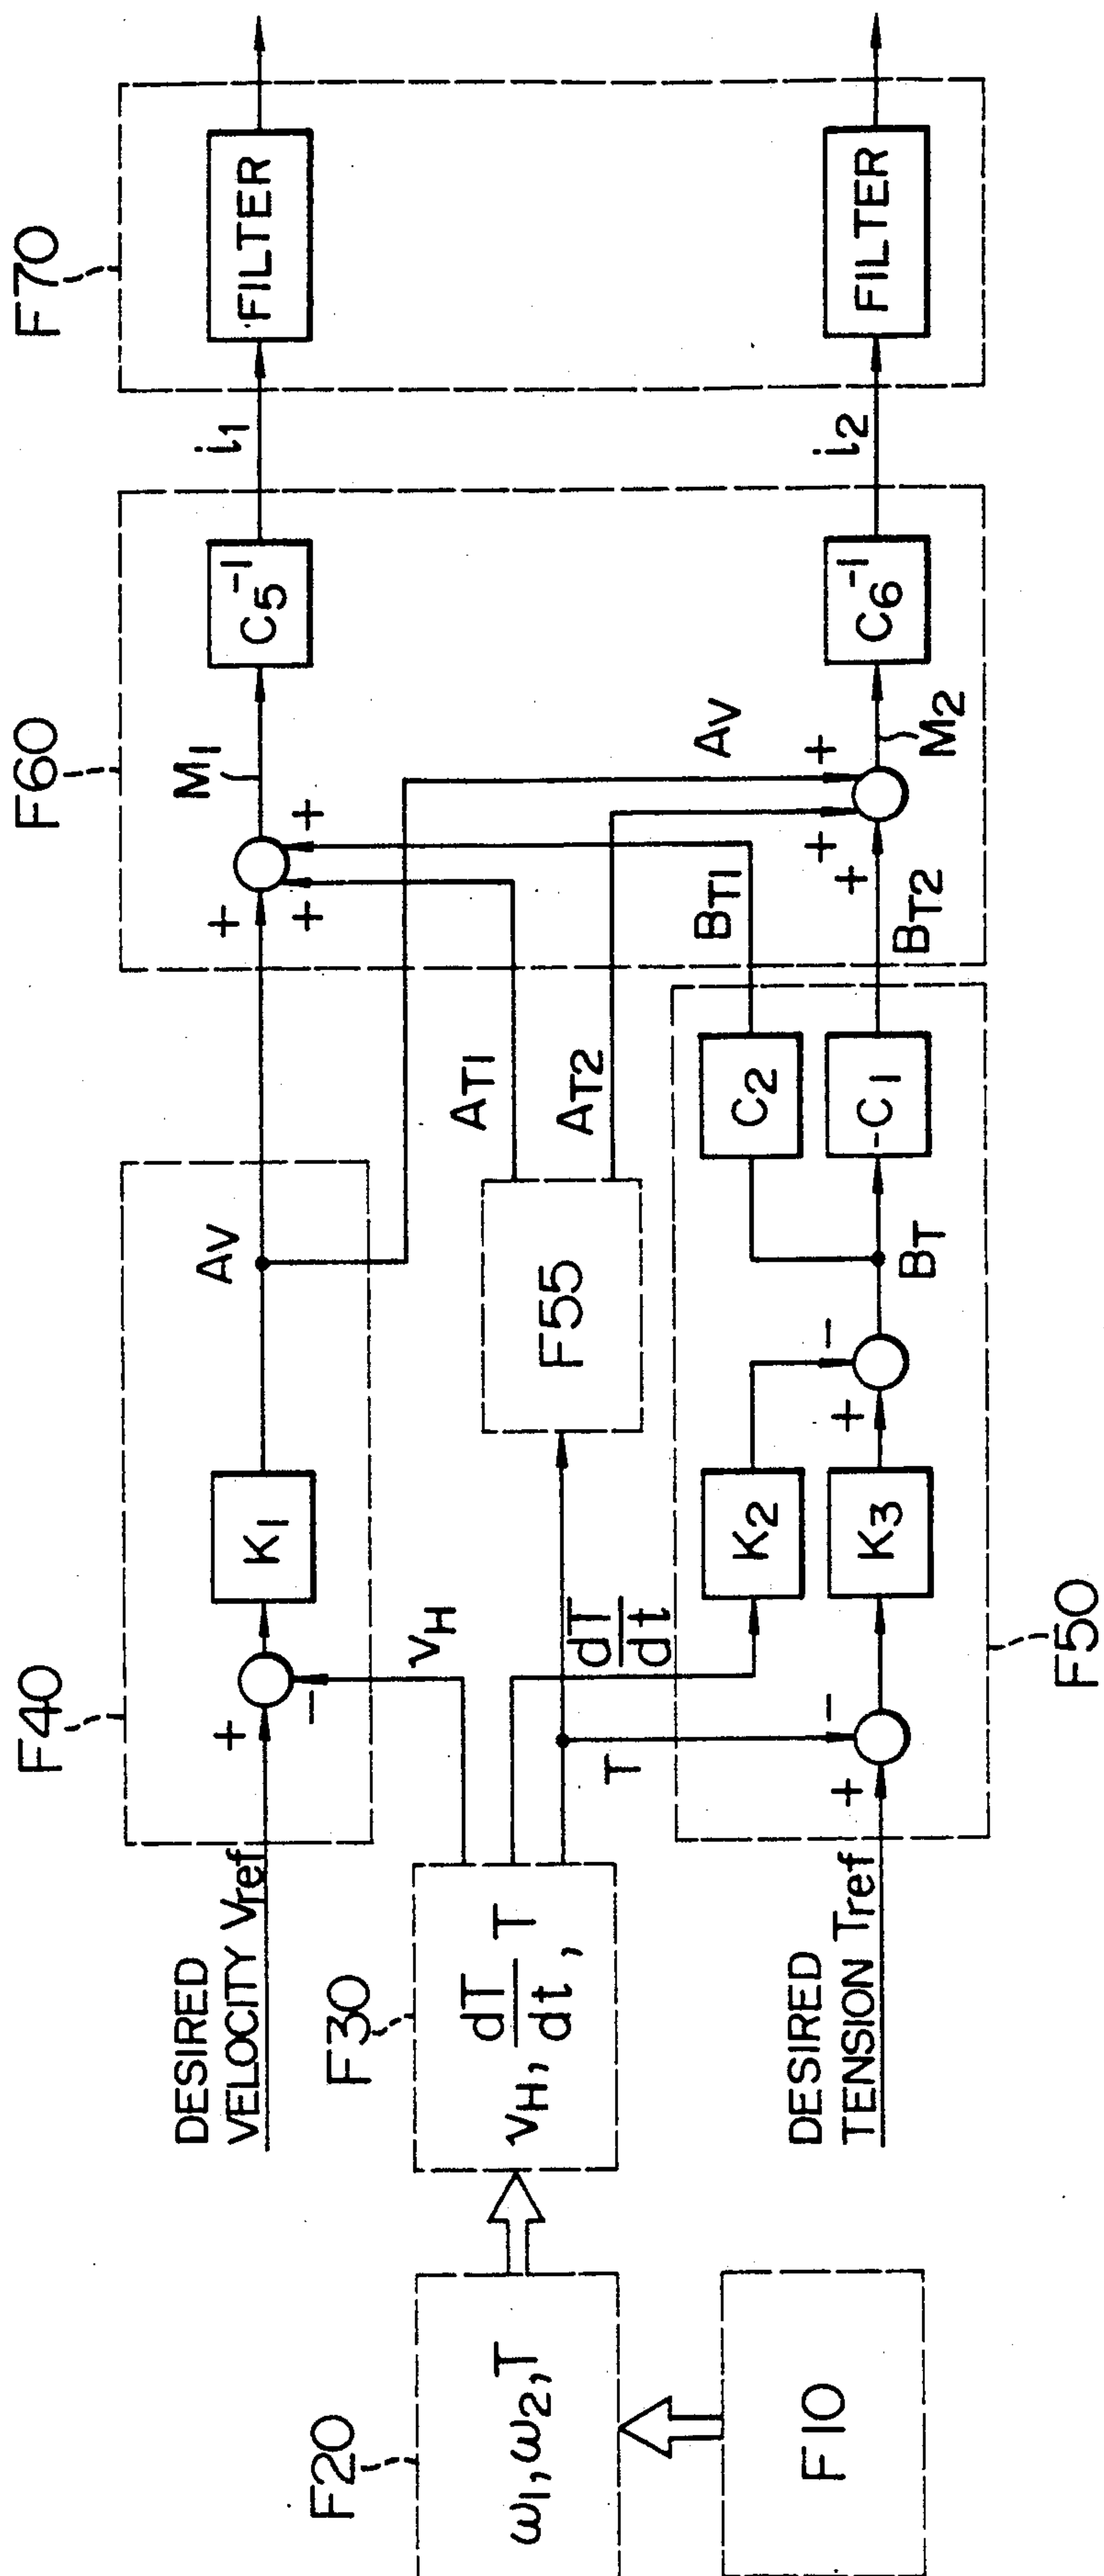 F20
ω1, ω2, T
F10
F30
vH, dT/dt, T
DESIRED
VELOCITY Vref
DESIRED
TENSION Tref
F40
+
−
K1
vH
AV
dT/dt
T
F55
AT1
AT2
F50
+
−
K2
K3
+
−
BT
C2
-C1
F60
+
+
+
M1
C5⁻¹
BT1
BT2
AV
+
+
+
M2
C6⁻¹
i1
i2
F70
FILTER
FILTER